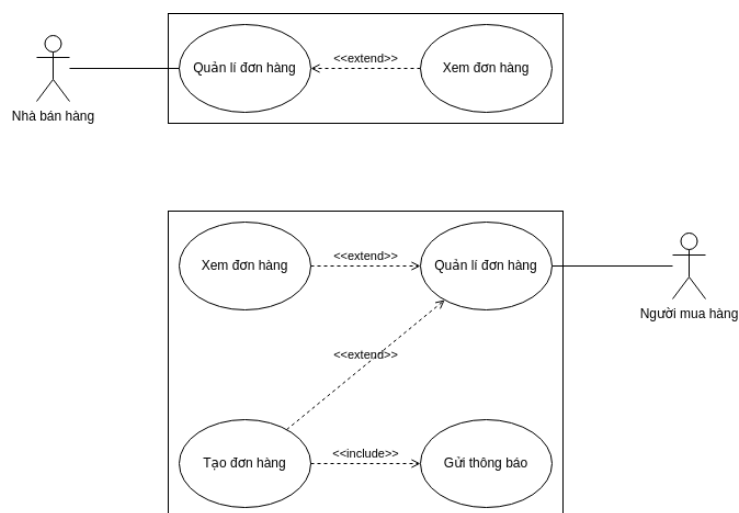 Quản lí đơn hàng
<<extend>>
Xem đơn hàng
Nhà bán hàng
Xem đơn hàng
<<extend>>
Quản lí đơn hàng
Người mua hàng
<<extend>>
Tạo đơn hàng
<<include>>
Gửi thông báo